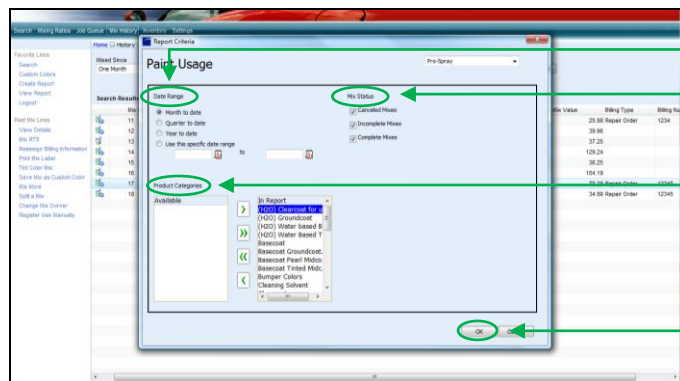 Search Mixing Ratios Job Queue Mix History Inventory Settings
Home History
Report Criteria
Favorite Links
Search
Custom Colors
Create Report
View Report
Logout
Mixed Since
One Month
Paint Usage
Pro-Spray
Search Results
Date Range
Mix Status
Month to date
Quarter to date
Year to date
Use this specific date range
to
Canceled Mixes
Incomplete Mixes
Complete Mixes
Mix Value Billing Type
11 25.98 Repair Order 1234
12 39.96
13 37.25
14 129.24
15 36.25
16 104.19
17 Repair Order 12345
18 34.89 Repair Order 12345
Past Mix Links
View Details
Mix RTS
Reassign Billing Information
Print Mix Label
Tint Color Mix
Save Mix as Custom Color
Mix More
Split a Mix
Change Mix Owner
Register Use Manually
Product Categories
Available
In Report
(H2O) Clearcoat for
(H2O) Groundcoat
(H2O) Water based B
(H2O) Water Based T
Basecoat
Basecoat Groundcoat.
Basecoat Pearl Midco.
Basecoat Tinted Midc.
Bumper Colors
Cleaning Solvent
OK